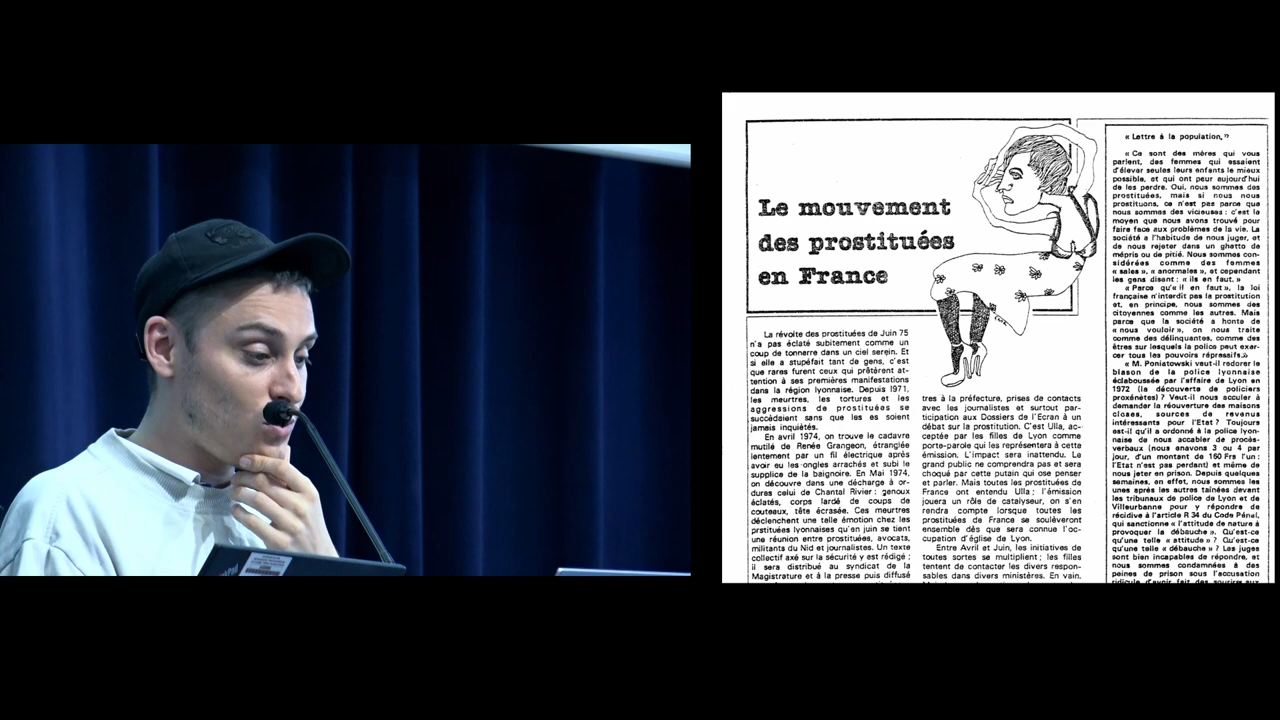 Le mouvement
des prostituées
en France
La révolte des prostituées de Juin 75
n'a pas éclaté subitement comme un
coup de tonnerre dans un ciel serein. Et
si elle a stupéfait tant de gens, c'est
que rares furent ceux qui prêtèrent at-
tention à ses premières manifestations
dans la région lyonnaise. Depuis 1971,
les meurtres, les tortures et les
aggressions de prostituées se
succèdaient sans que les es soient
jamais inquiétés.
En avril 1974, on trouve le cadavre
mutilé de Renée Grangeon, étranglée
lentement par un fil électrique après
avoir eu les ongles arrachés et subi le
supplice de la baignoire. En Mai 1974,
on découvre dans une décharge à or-
dures celui de Chantal Rivier : genoux
éclatés, corps lardé de coups de
couteaux, tête écrasée. Ces meurtres
déclenchent une telle émotion chez les
prstituées lyonnaises qu'en juin se tient
une réunion entre prostituées, avocats,
militants du Nid et journalistes. Un texte
collectif axé sur la sécurité y est rédigé ;
il sera distribué au syndicat de la
Magistrature et à la presse puis diffusé
tres à la préfecture, prises de contacts
avec les journalistes et surtout par-
ticipation aux Dossiers de l'Ecran à un
débat sur la prostitution. C'est Ulla, ac-
ceptée par les filles de Lyon comme
porte-parole qui les représentera à cette
émission. L'impact sera inattendu. Le
grand public ne comprendra pas et sera
choqué par cette putain qui ose penser
et parler. Mais toutes les prostituées de
France ont entendu Ulla ; l'émission
jouera un rôle de catalyseur, on s'en
rendra compte lorsque toutes les
prostituées de France se soulèveront
ensemble dès que sera connue l'oc-
cupation d'église de Lyon.
Entre Avril et Juin, les initiatives de
toutes sortes se multiplient ; les filles
tentent de contacter les divers respon-
sables dans divers ministères. En vain.
« Lettre à la population, »
« Ce sont des mères qui vous
parlent, des femmes qui essaient
d'élever seules leurs enfants le mieux
possible, et qui ont peur aujourd'hui
de les perdre. Oui, nous sommes des
prostituées, mais si nous nous
prostituons, ce n'est pas parce que
nous sommes des vicieuses : c'est le
moyen que nous avons trouvé pour
faire face aux problèmes de la vie. La
société a l'habitude de nous juger, et
de nous rejeter dans un ghetto de
mépris ou de pitié. Nous sommes con-
sidérées comme des femmes
« sales », « anormales », et cependant
les gens disent : « ils en faut. »
« Parce qu'« il en faut », la loi
française n'interdit pas la prostitution
et, en principe, nous sommes des
citoyennes comme les autres. Mais
parce que la société a honte de
« nous vouloir », on nous traite
comme des délinquantes, comme des
êtres sur lesquels la police peut exer-
cer tous les pouvoirs répressifs.»
« M. Poniatowski veut-il redorer le
blason de la police lyonnaise
éclaboussée par l'affaire de Lyon en
1972 (la découverte de policiers
proxénètes) ? Veut-il nous acculer à
demander la réouverture des maisons
closes, sources de revenus
intéressants pour l'Etat ? Toujours
est-il qu'il a ordonné à la police lyon-
naise de nous accabler de procès-
verbaux (nous enavons 3 ou 4 par
jour, d'un montant de 160 Frs l'un :
l'Etat n'est pas perdant) et même de
nous jeter en prison. Depuis quelques
semaines, en effet, nous sommes les
unes après les autres tainées devant
les tribunaux de police de Lyon et de
Villeurbanne pour y répondre de
récidive à l'article R 34 du Code Pénal,
qui sanctionne « l'attitude de nature à
provoquer la débauche ». Qu'est-ce
qu'une telle « attitude » ? Qu'est-ce
qu'une telle « débauche » ? Les juges
sont bien incapables de répondre, et
nous sommes condamnées à des
peines de prison sous l'accusation
ridicule d'avoir fait des sourires aux